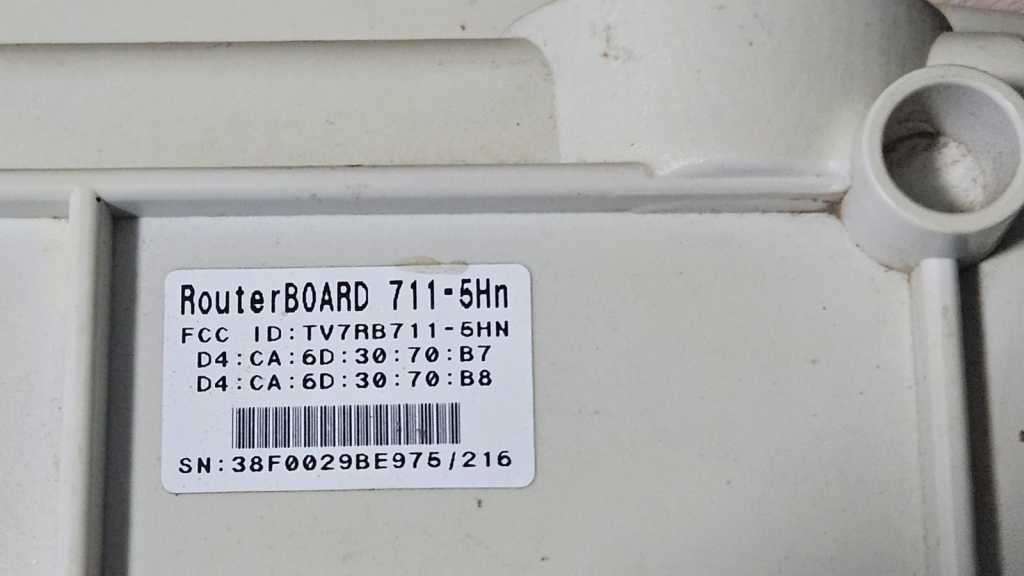 RouterBOARD 711-5Hn
FCC ID:TV7RB711-5HN
D4:CA:6D:30:70:B7
D4:CA:6D:30:70:B8
SN:38F0029BE975/216